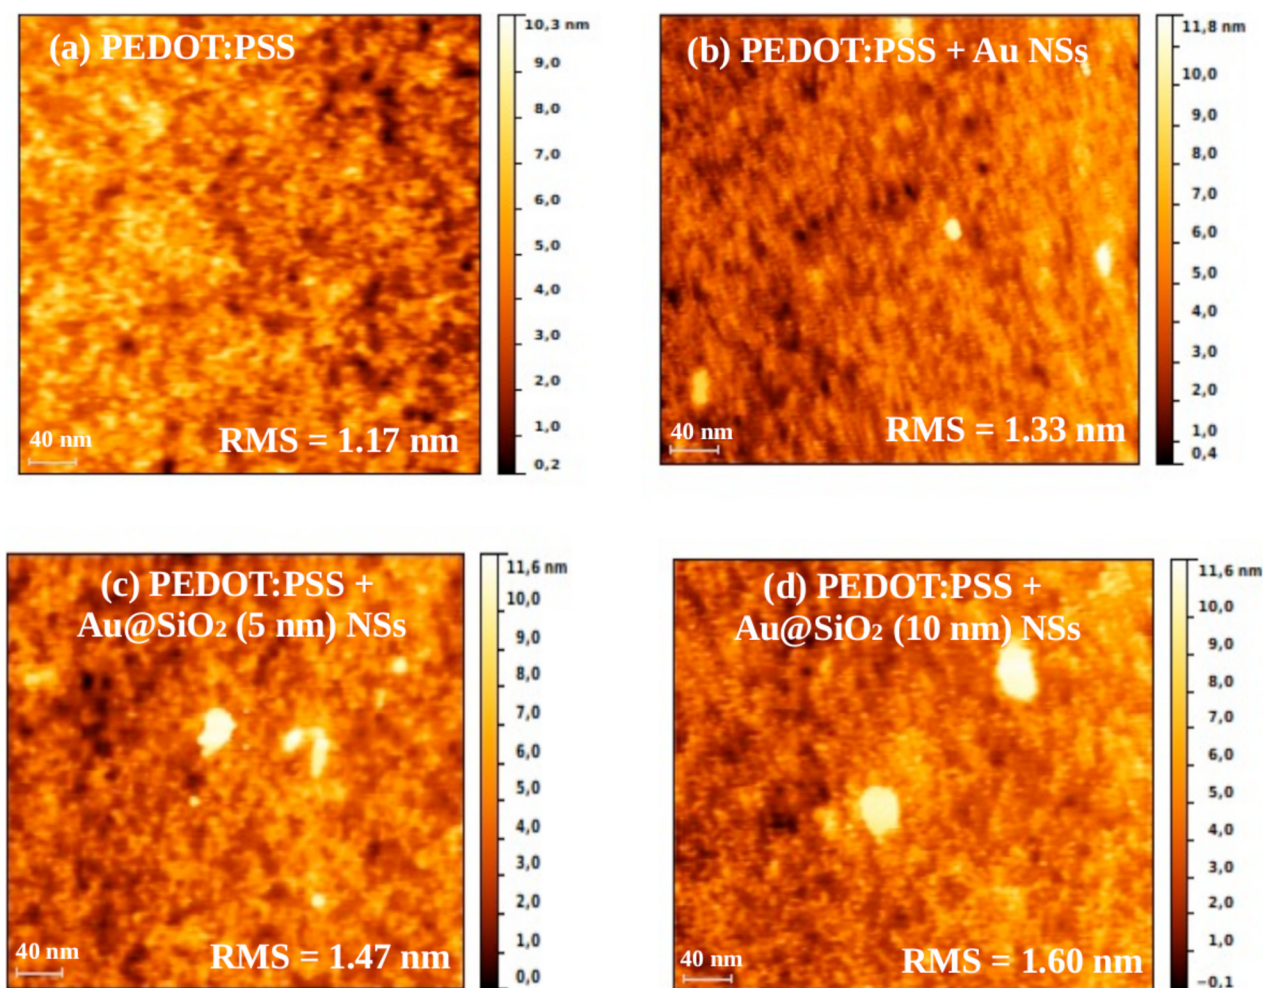 (a) PEDOT:PSS
RMS = 1.17 nm
40 nm
10,3 nm
9,0
8,0
7,0
6,0
5,0
4,0
3,0
2,0
1,0
0,2
(b) PEDOT:PSS + Au NSs
RMS = 1.33 nm
40 nm
11,8 nm
10,0
9,0
8,0
7,0
6,0
5,0
4,0
3,0
2,0
1,0
0,4
(c) PEDOT:PSS +
Au@SiO₂ (5 nm) NSs
40 nm
RMS = 1.47 nm
11,6 nm
10,0
9,0
8,0
7,0
6,0
5,0
4,0
3,0
2,0
1,0
0,0
(d) PEDOT:PSS +
Au@SiO₂ (10 nm) NSs
40 nm
RMS = 1.60 nm
11,6 nm
10,0
9,0
8,0
7,0
6,0
5,0
4,0
3,0
2,0
1,0
−0,1